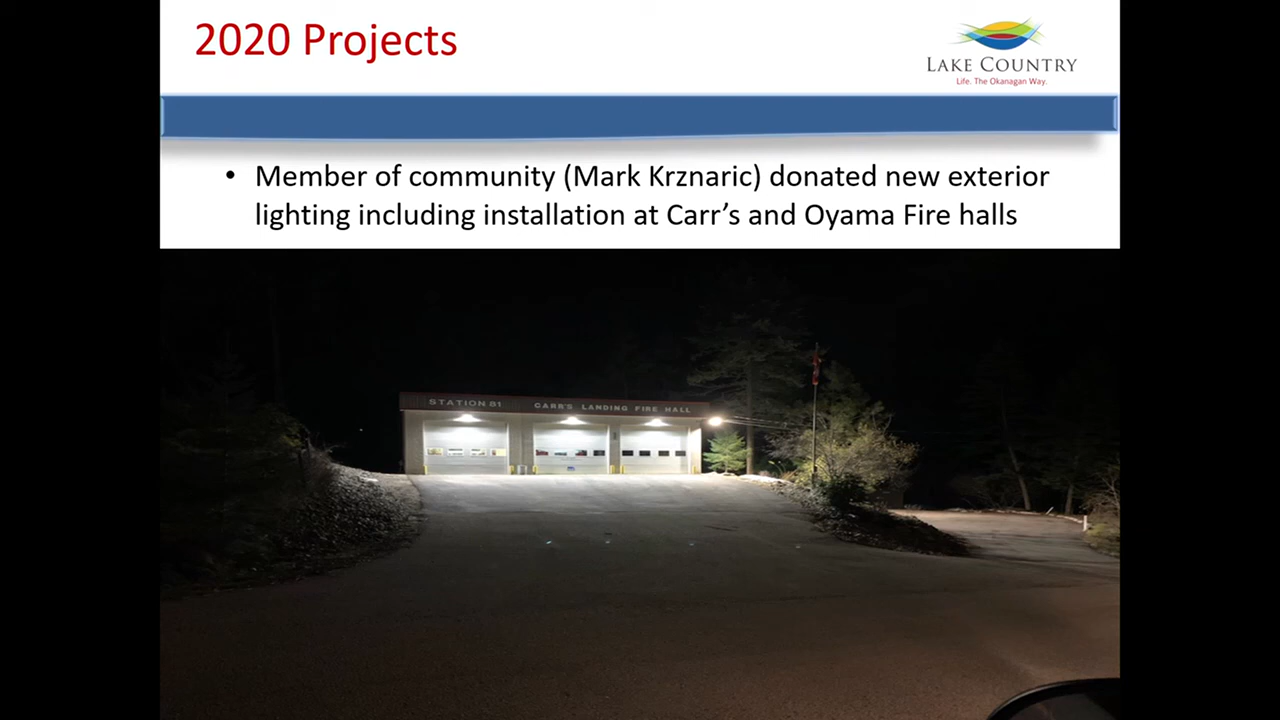 2020 Projects
LAKE COUNTRY
Life. The Okanagan Way.
• Member of community (Mark Krznaric) donated new exterior
lighting including installation at Carr’s and Oyama Fire halls
STATION 81 CARR'S LANDING FIRE HALL